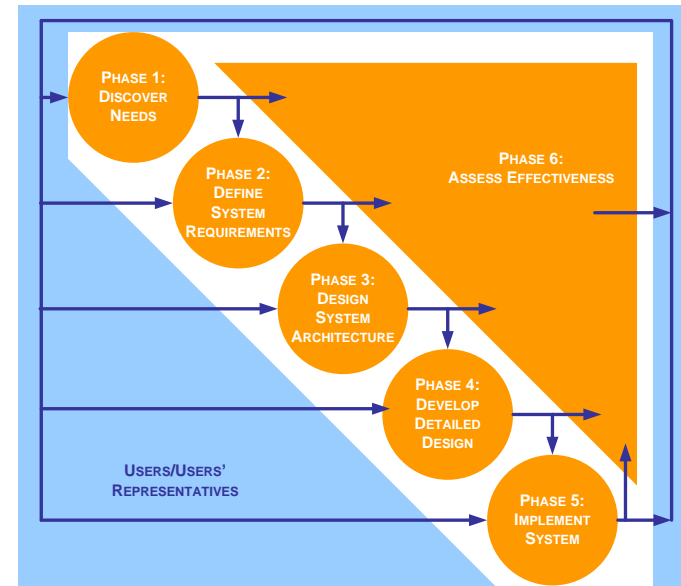 PHASE 1:
DISCOVER
NEEDS
PHASE 2:
DEFINE
SYSTEM
REQUIREMENTS
PHASE 6:
ASSESS EFFECTIVENESS
PHASE 3:
DESIGN
SYSTEM
ARCHITECTURE
PHASE 4:
DEVELOP
DETAILED
DESIGN
USERS/USERS'
REPRESENTATIVES
PHASE 5:
IMPLEMENT
SYSTEM